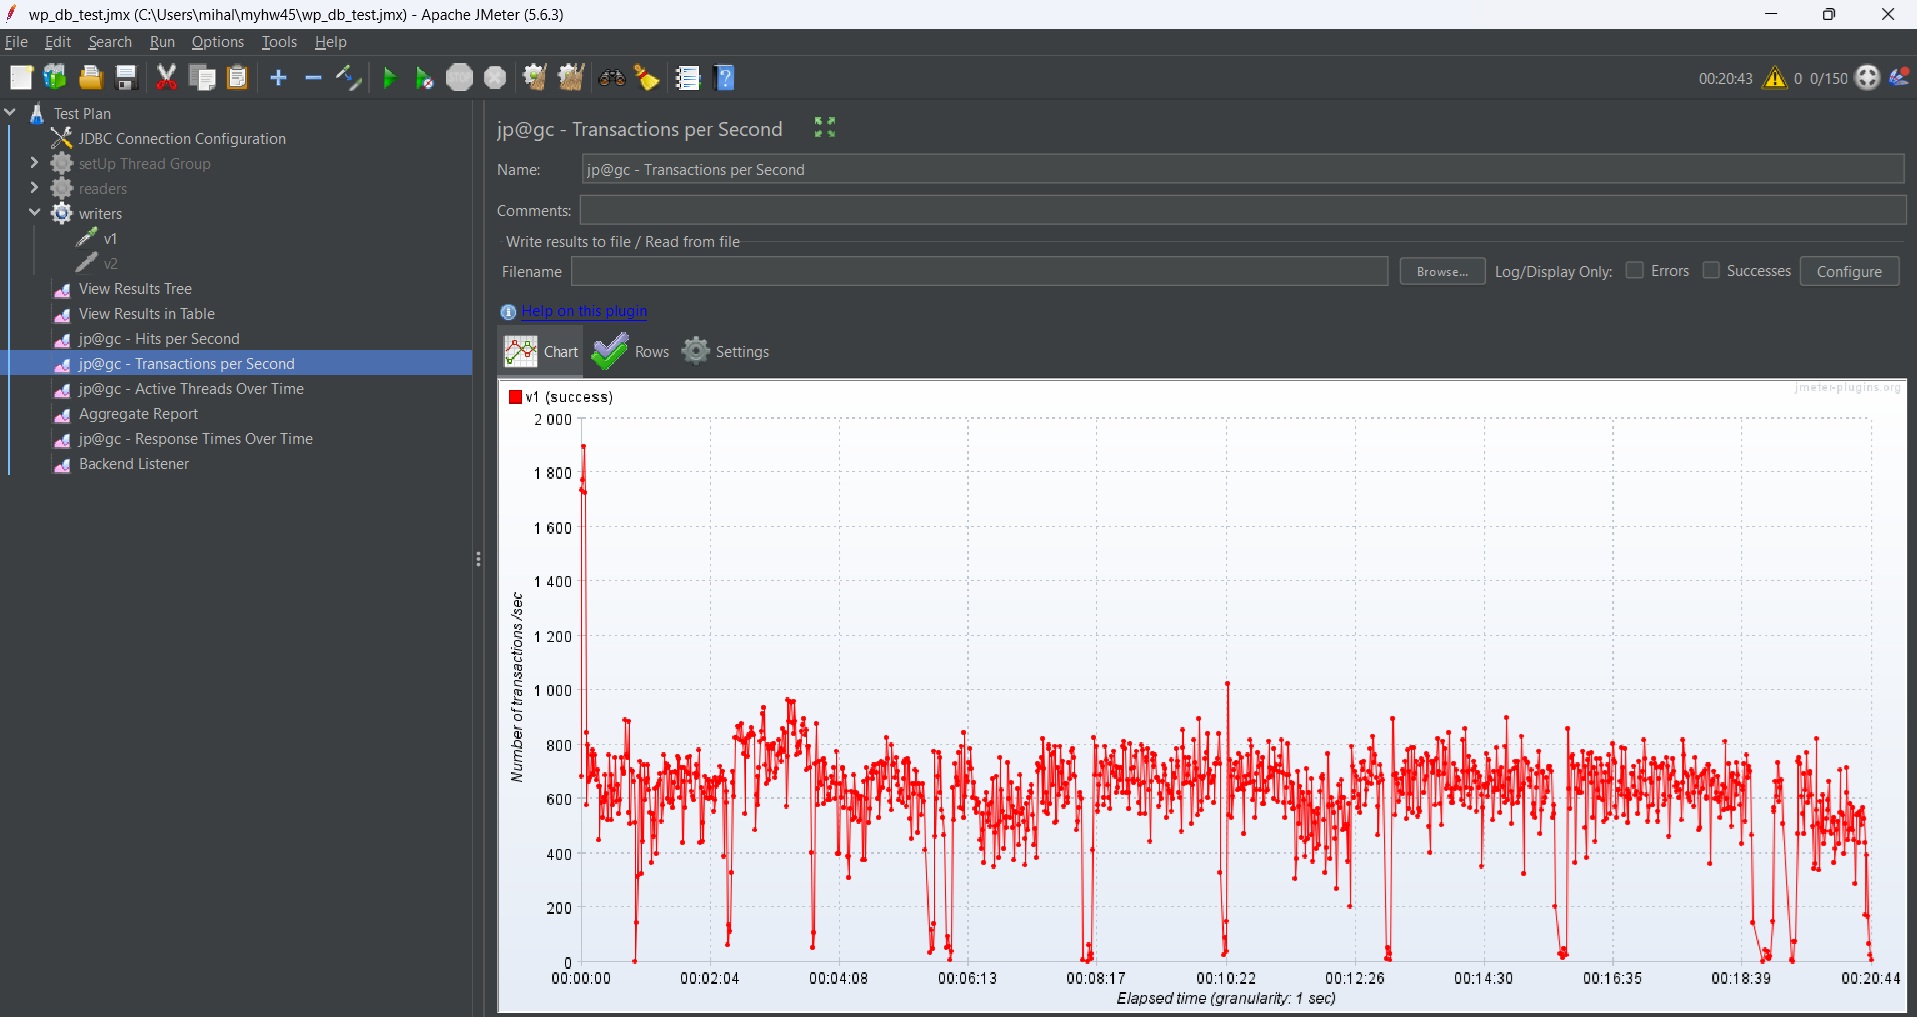 wp_db_test.jmx (C:\Users\mihal\myhw45\wp_db_test.jmx) - Apache JMeter (5.6.3)
File Edit Search Run Options Tools Help
00:20:43 0 0/150
Test Plan
JDBC Connection Configuration
setUp Thread Group
readers
writers
v1
v2
View Results Tree
View Results in Table
jp@gc - Hits per Second
jp@gc - Transactions per Second
jp@gc - Active Threads Over Time
Aggregate Report
jp@gc - Response Times Over Time
Backend Listener
jp@gc - Transactions per Second
Name: jp@gc - Transactions per Second
Comments:
Write results to file / Read from file
Filename Browse... Log/Display Only: Errors Successes Configure
Help on this plugin
Chart Rows Settings
jmeter-plugins.org
v1 (success)
2 000
1 800
1 600
1 400
1 200
1 000
800
600
400
200
0
Number of transactions /sec
00:00:00 00:02:04 00:04:08 00:06:13 00:08:17 00:10:22 00:12:26 00:14:30 00:16:35 00:18:39 00:20:44
Elapsed time (granularity: 1 sec)